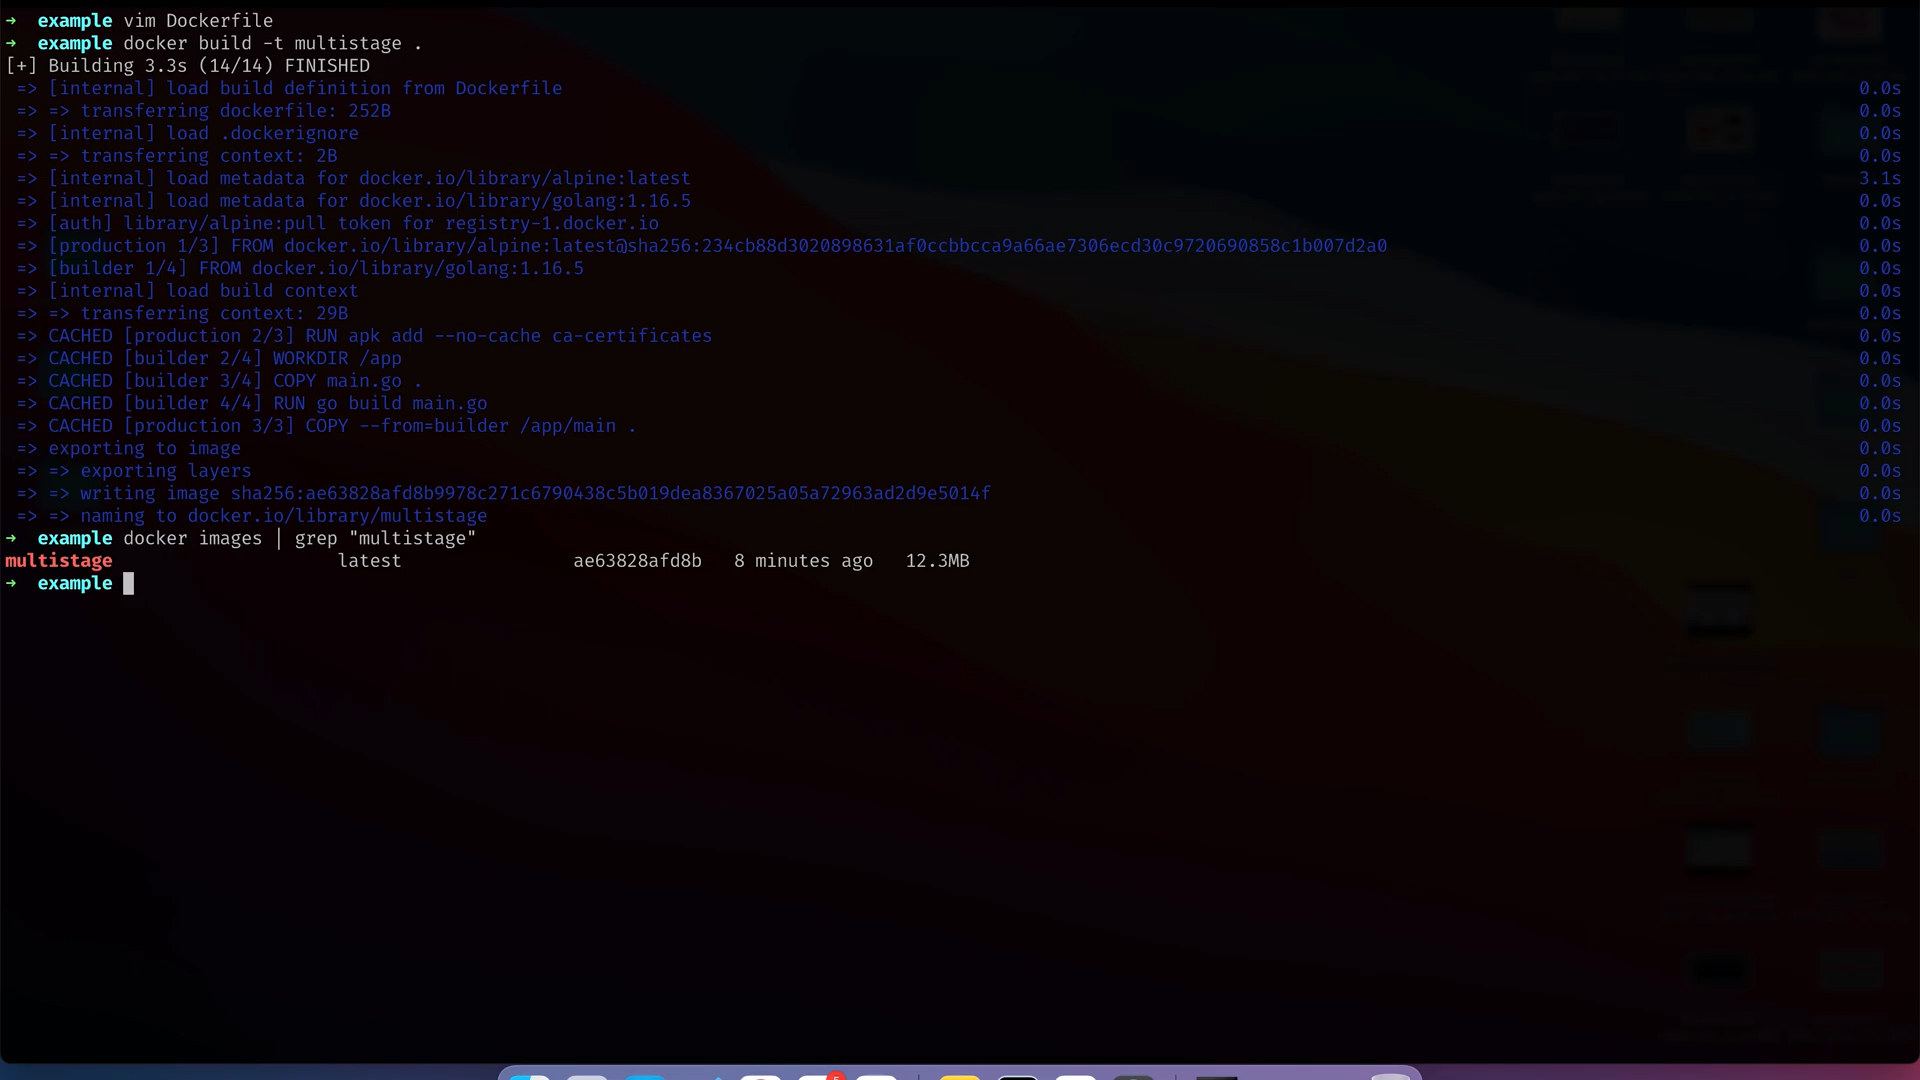 → example vim Dockerfile
→ example docker build -t multistage .
[+] Building 3.3s (14/14) FINISHED
=> [internal] load build definition from Dockerfile 0.0s
=> => transferring dockerfile: 252B 0.0s
=> [internal] load .dockerignore 0.0s
=> => transferring context: 2B 0.0s
=> [internal] load metadata for docker.io/library/alpine:latest 3.1s
=> [internal] load metadata for docker.io/library/golang:1.16.5 0.0s
=> [auth] library/alpine:pull token for registry-1.docker.io 0.0s
=> [production 1/3] FROM docker.io/library/alpine:latest@sha256:234cb88d3020898631af0ccbbcca9a66ae7306ecd30c9720690858c1b007d2a0 0.0s
=> [builder 1/4] FROM docker.io/library/golang:1.16.5 0.0s
=> [internal] load build context 0.0s
=> => transferring context: 29B 0.0s
=> CACHED [production 2/3] RUN apk add --no-cache ca-certificates 0.0s
=> CACHED [builder 2/4] WORKDIR /app 0.0s
=> CACHED [builder 3/4] COPY main.go . 0.0s
=> CACHED [builder 4/4] RUN go build main.go 0.0s
=> CACHED [production 3/3] COPY --from=builder /app/main . 0.0s
=> exporting to image 0.0s
=> => exporting layers 0.0s
=> => writing image sha256:ae63828afd8b9978c271c6790438c5b019dea8367025a05a72963ad2d9e5014f 0.0s
=> => naming to docker.io/library/multistage 0.0s
→ example docker images | grep "multistage"
multistage latest ae63828afd8b 8 minutes ago 12.3MB
→ example